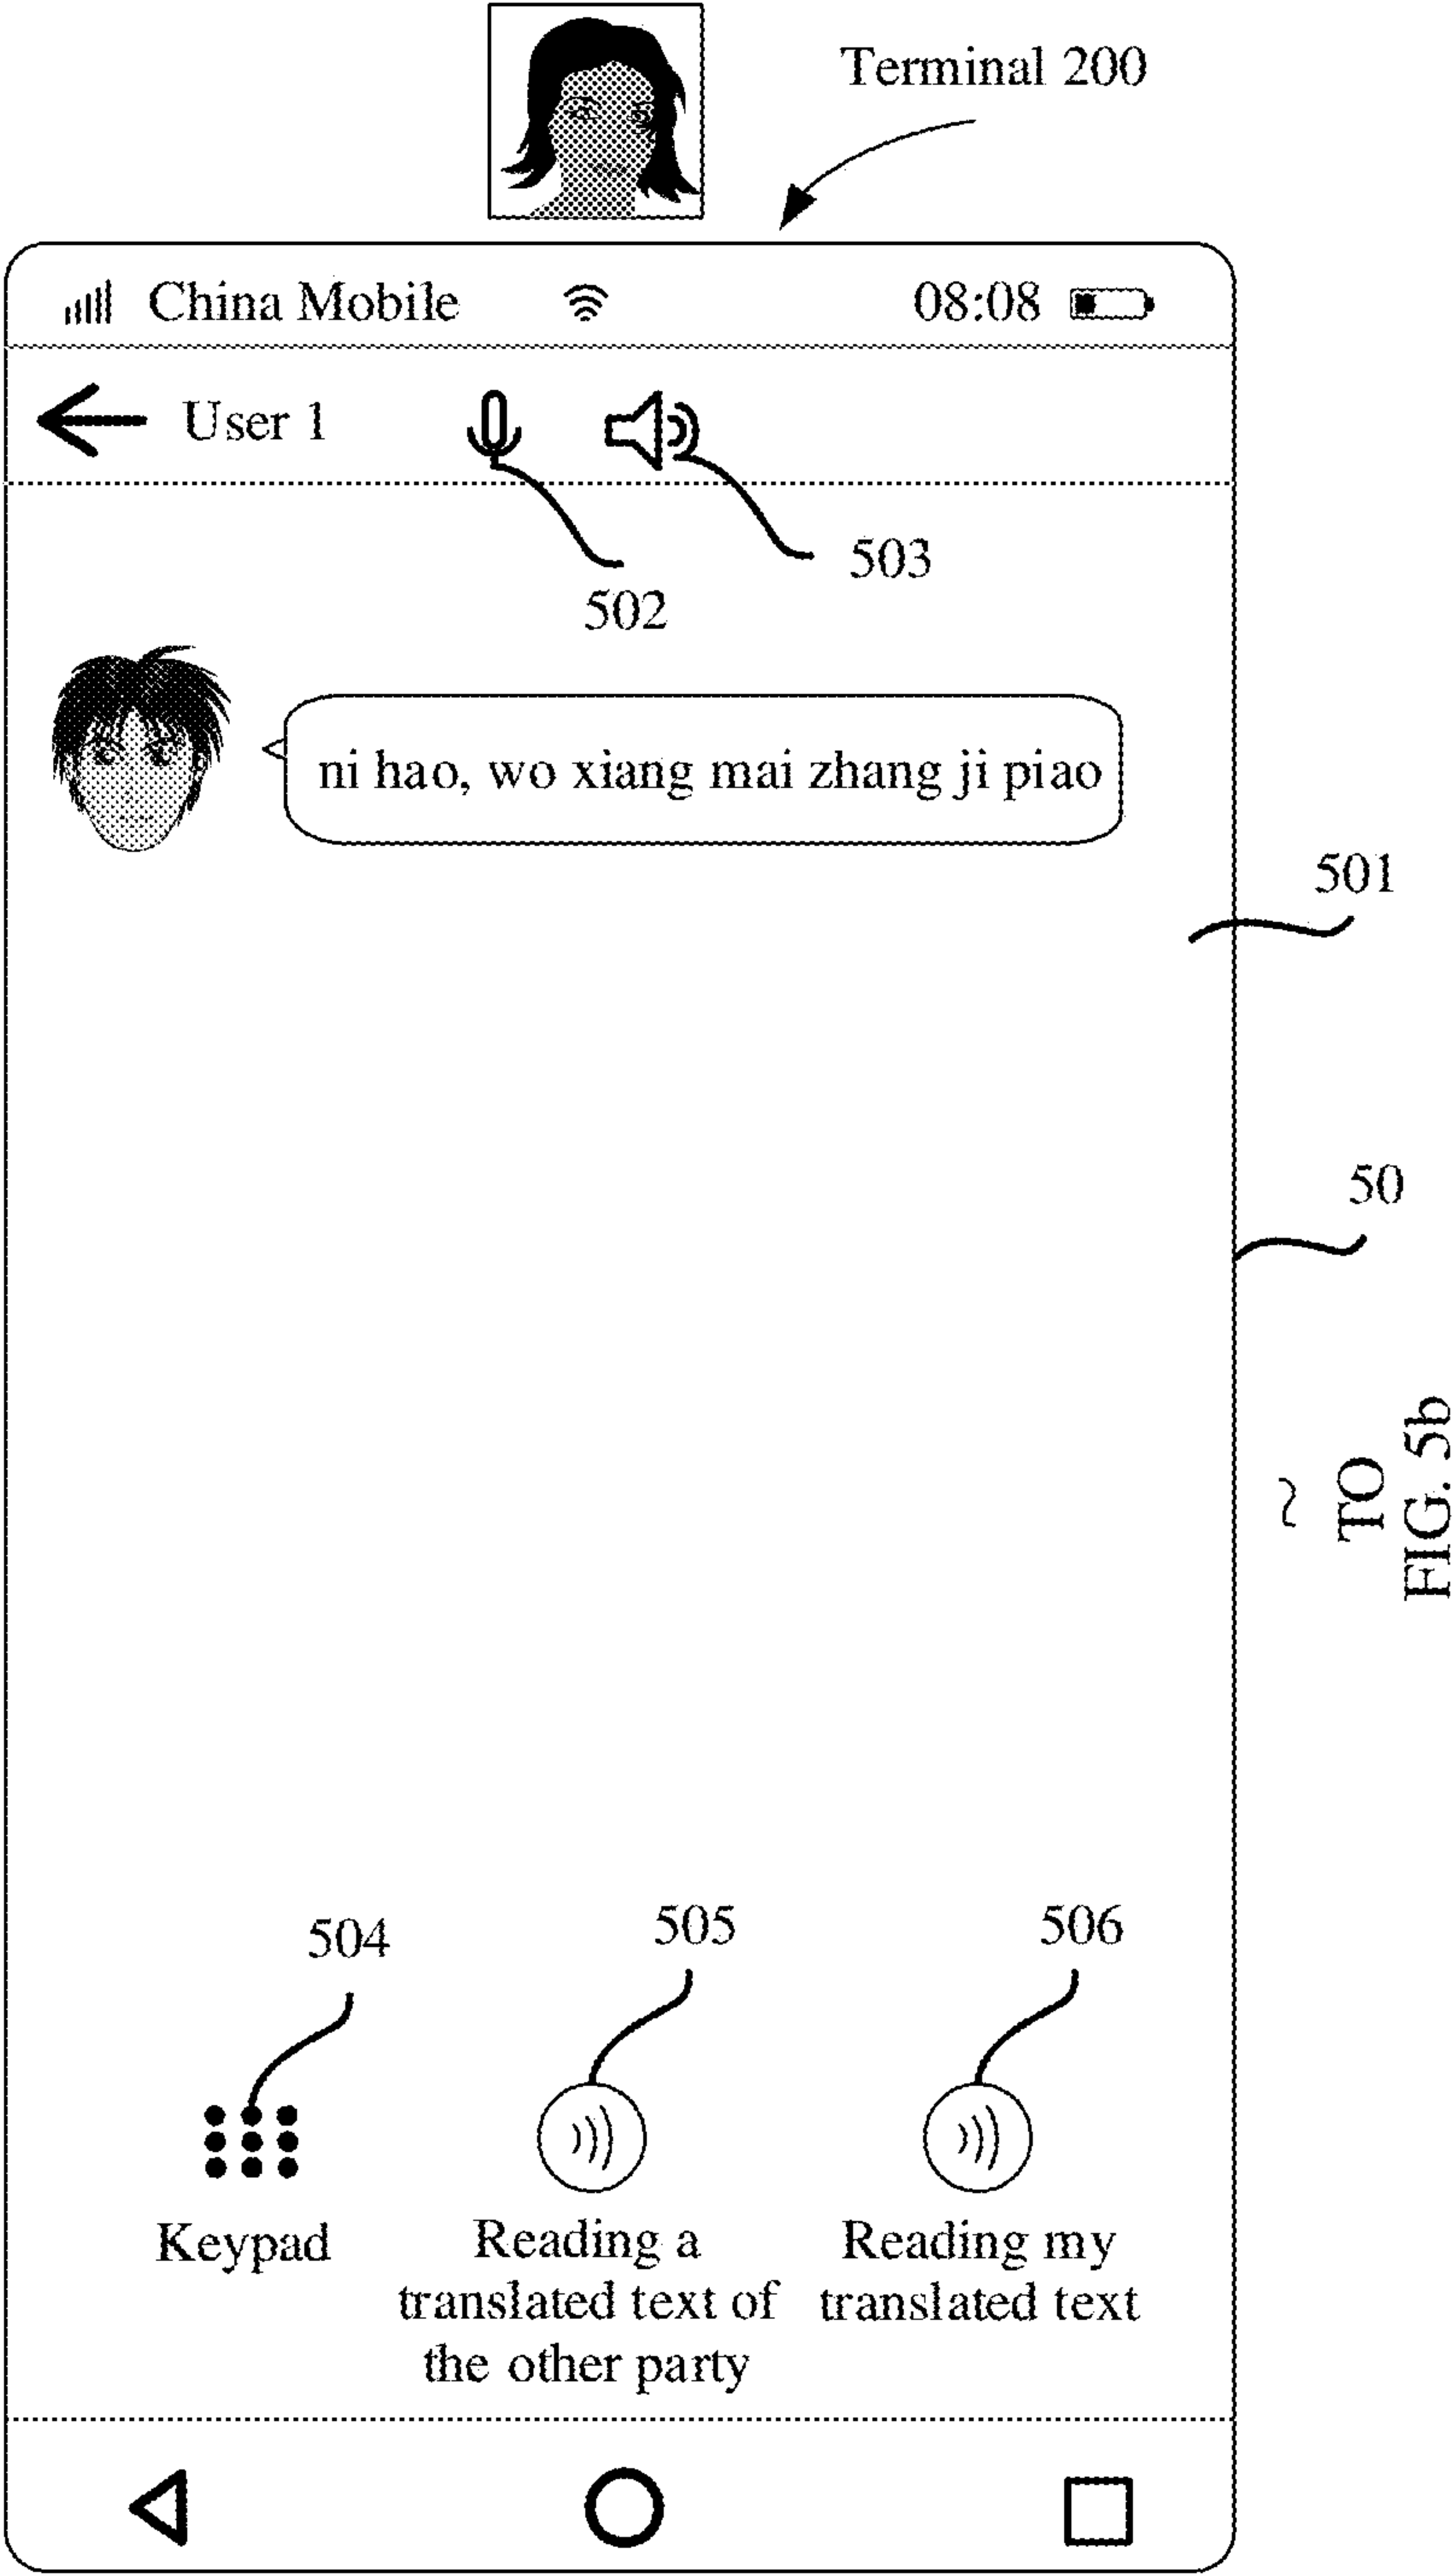 Terminal 200
China Mobile 08:08
User 1
503
502
ni hao, wo xiang mai zhang ji piao
501
50
TO
FIG. 5b
504 505 506
Keypad
Reading a
translated text of
the other party
Reading my
translated text